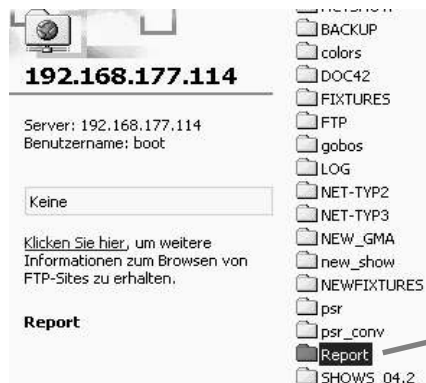 192.168.177.114
Server: 192.168.177.114
Benutzername: boot
Keine
Klicken Sie hier, um weitere
Informationen zum Browsen von
FTP-Sites zu erhalten.
Report
BACKUP
colors
DOC42
FIXTURES
FTP
gobos
LOG
NET-TYP2
NET-TYP3
NEW_GMA
new_show
NEWFIXTURES
psr
psr_conv
Report
SHOWS_04.2